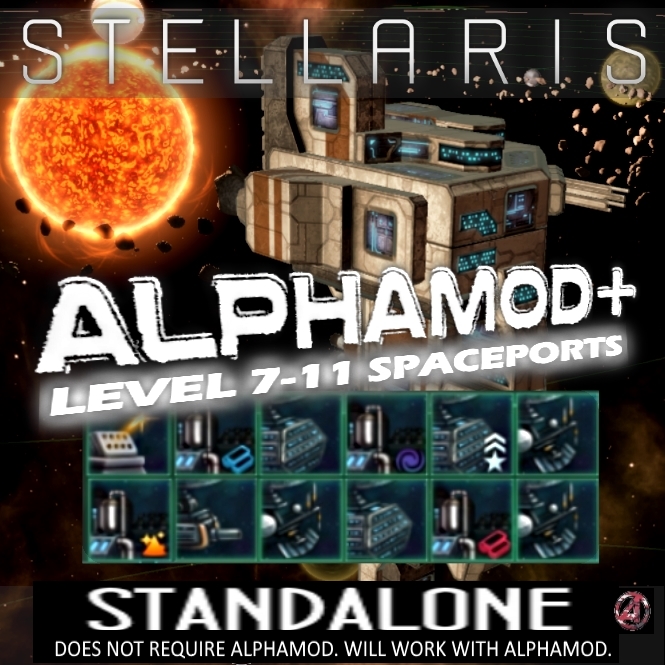 STELLARIS
ALPHAMOD+
LEVEL 7-11 SPACEPORTS
STANDALONE
DOES NOT REQUIRE ALPHAMOD. WILL WORK WITH ALPHAMOD.